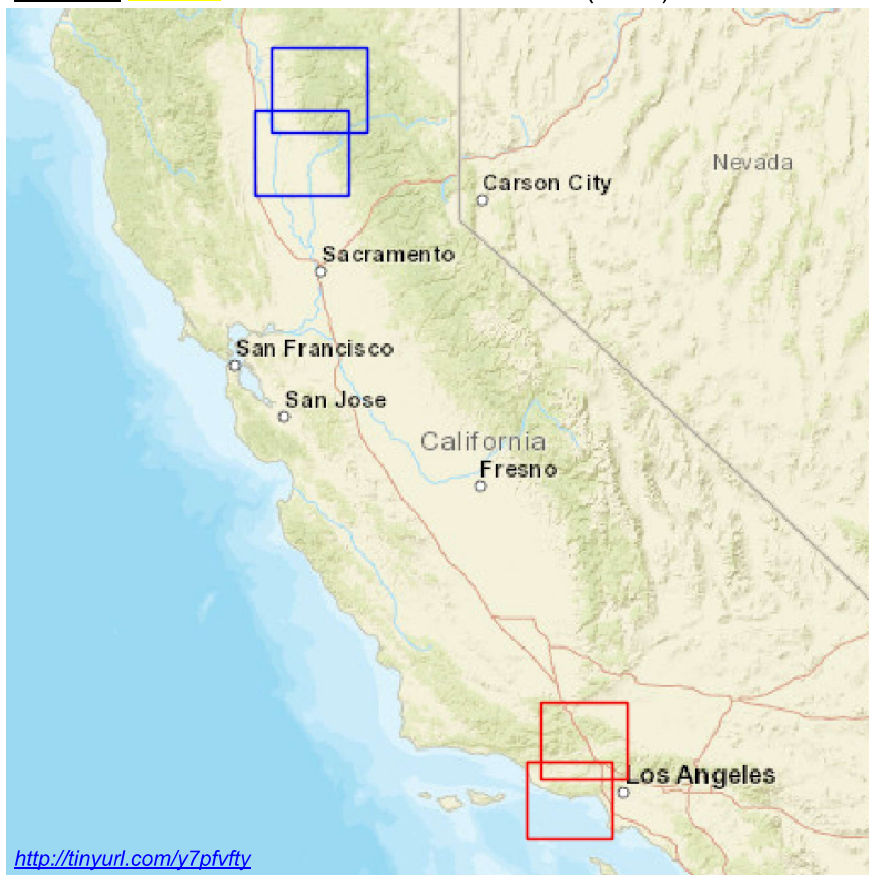 Nevada
Carson City
Sacramento
San Francisco
San Jose
California
Fresno
Los Angeles
http://tinyurl.com/y7pfvfty